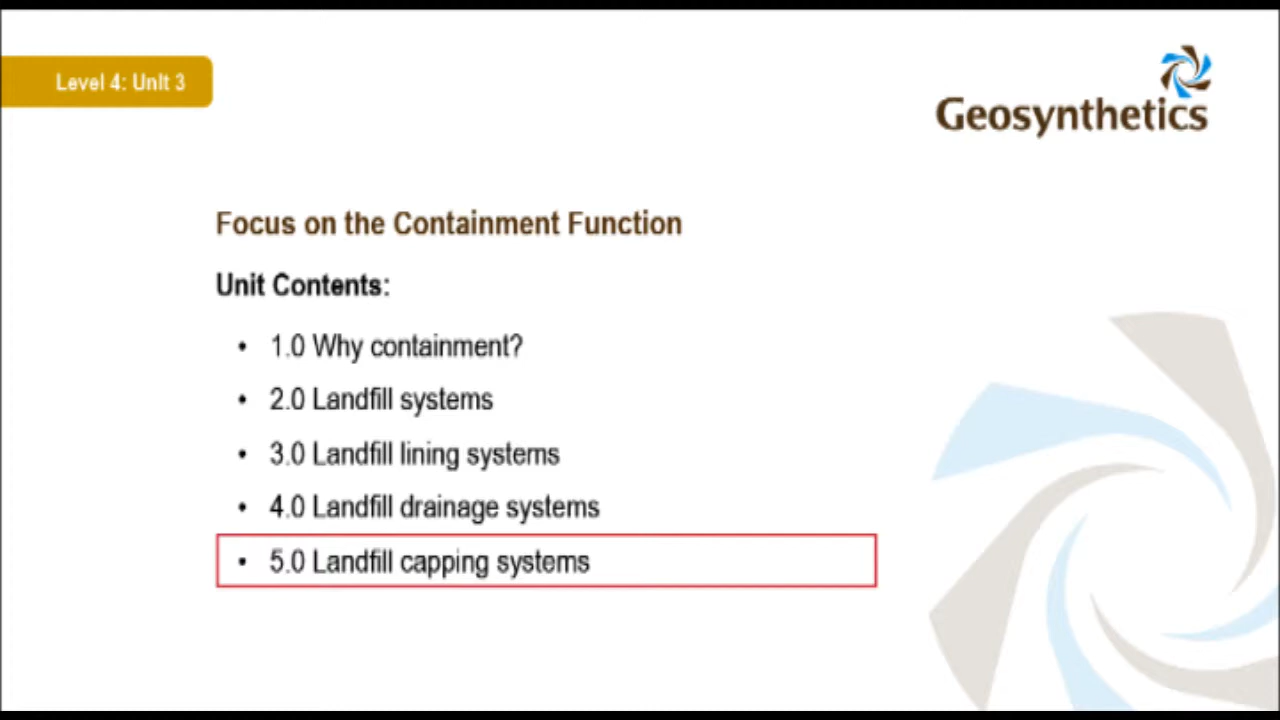 Level 4: Unit 3
Geosynthetics
Focus on the Containment Function
Unit Contents:
• 1.0 Why containment?
• 2.0 Landfill systems
• 3.0 Landfill lining systems
• 4.0 Landfill drainage systems
• 5.0 Landfill capping systems